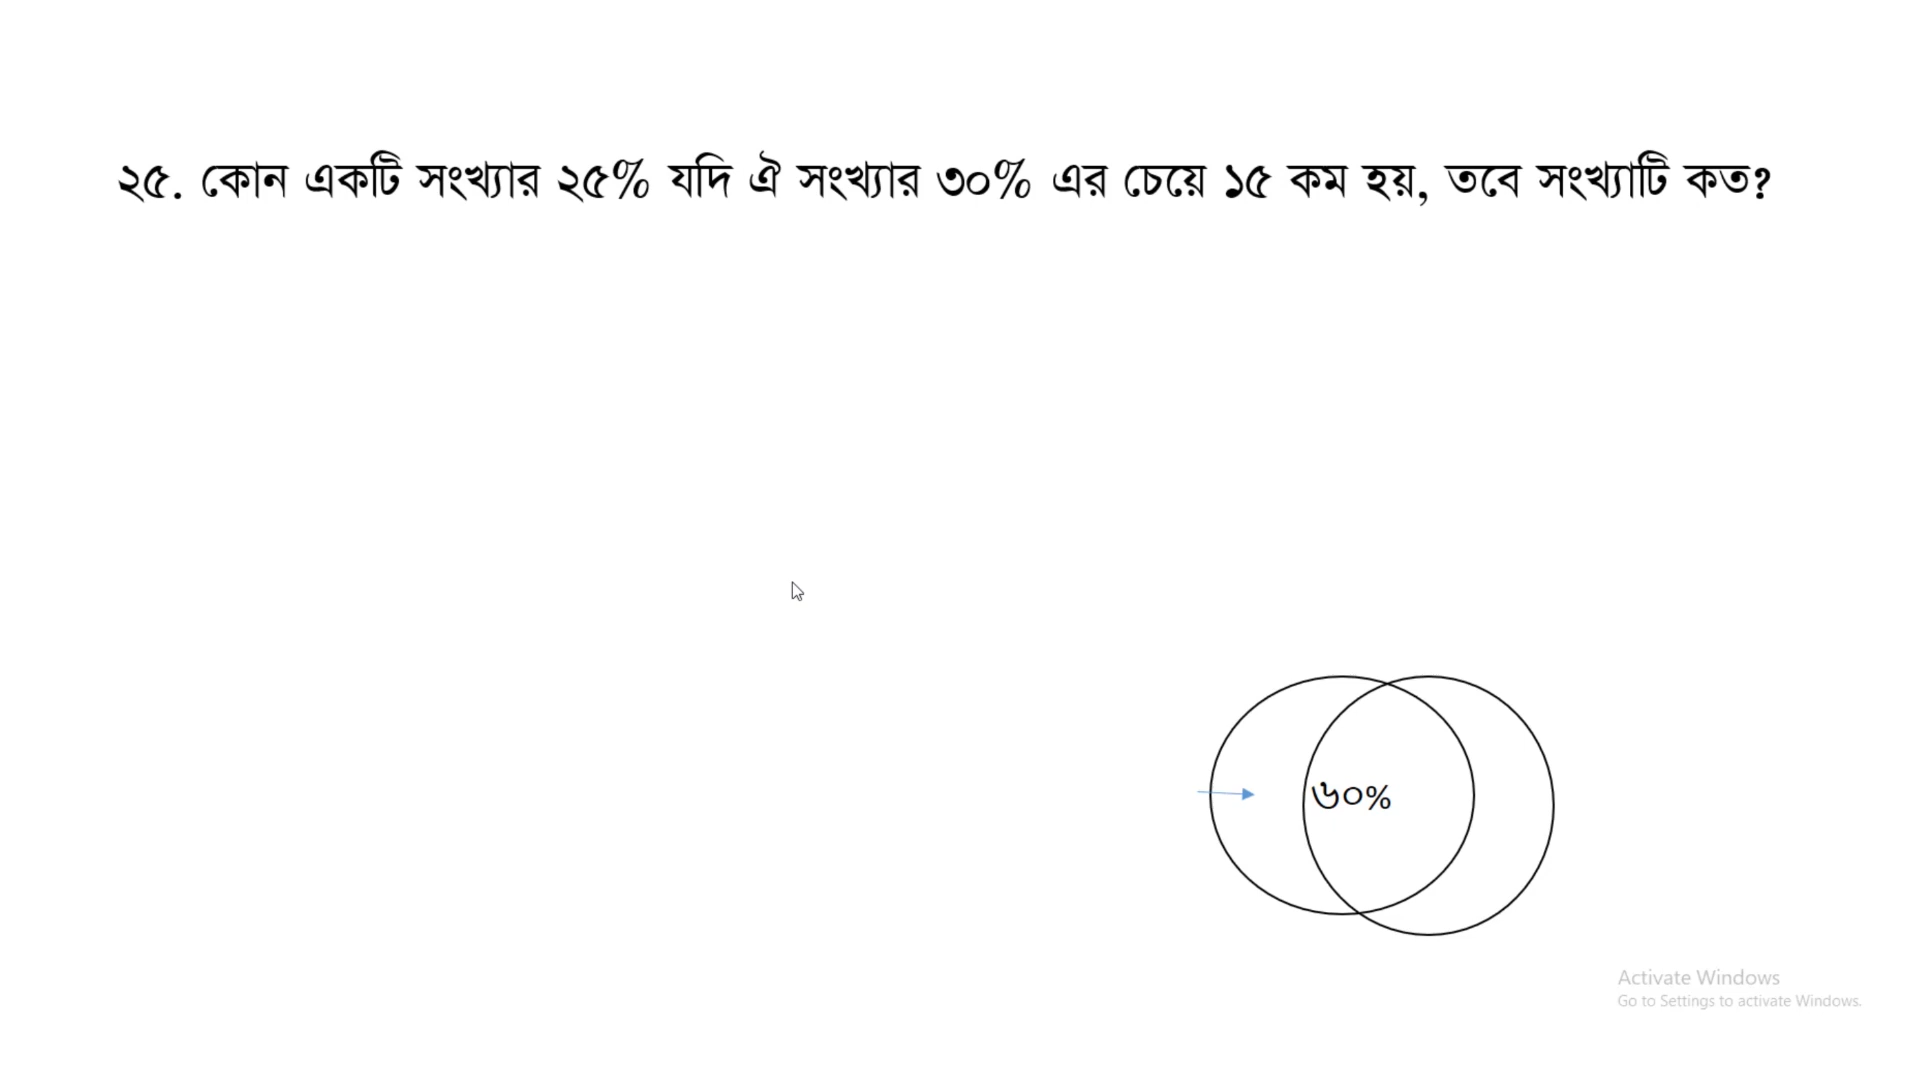 ২৫. কোন একটি সংখ্যার ২৫% যদি ঐ সংখ্যার ৩০% এর চেয়ে ১৫ কম হয়, তবে সংখ্যাটি কত?
৬০%
Activate Windows
Go to Settings to activate Windows.